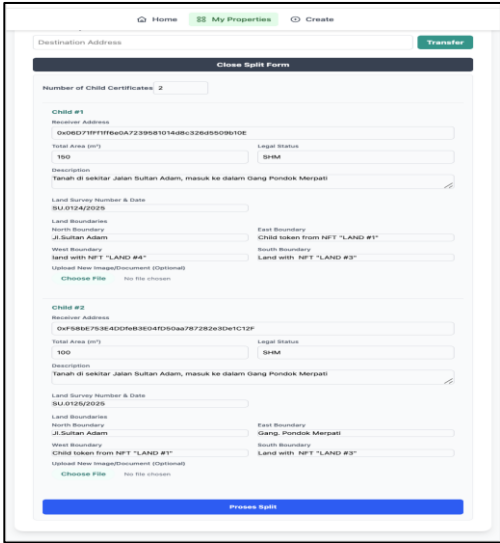 Home My Properties Create
Destination Address Transfer
Close Split Form
Number of Child Certificates 2
Child #1
Receiver Address
Total Area (m²) Legal Status
150 SHM
Description
Tanah di sekitar Jalan Sultan Adam, masuk ke dalam Gang Pondok Merpati
Land Survey Number & Date
SU.0124/2025
Land Boundaries
North Boundary East Boundary
Jl.Sultan Adam Child token from NFT "LAND #1"
West Boundary South Boundary
land with NFT "LAND #4" Land with NFT "LAND #3"
Upload New Image/Document (Optional)
Choose File No file chosen
Child #2
Receiver Address
Total Area (m²) Legal Status
100 SHM
Description
Tanah di sekitar Jalan Sultan Adam, masuk ke dalam Gang Pondok Merpati
Land Survey Number & Date
SU.0125/2025
Land Boundaries
North Boundary East Boundary
Jl.Sultan Adam Gang. Pondok Merpati
West Boundary South Boundary
Child token from NFT "LAND #1" Land with NFT "LAND #3"
Upload New Image/Document (Optional)
Choose File No file chosen
Proses Split